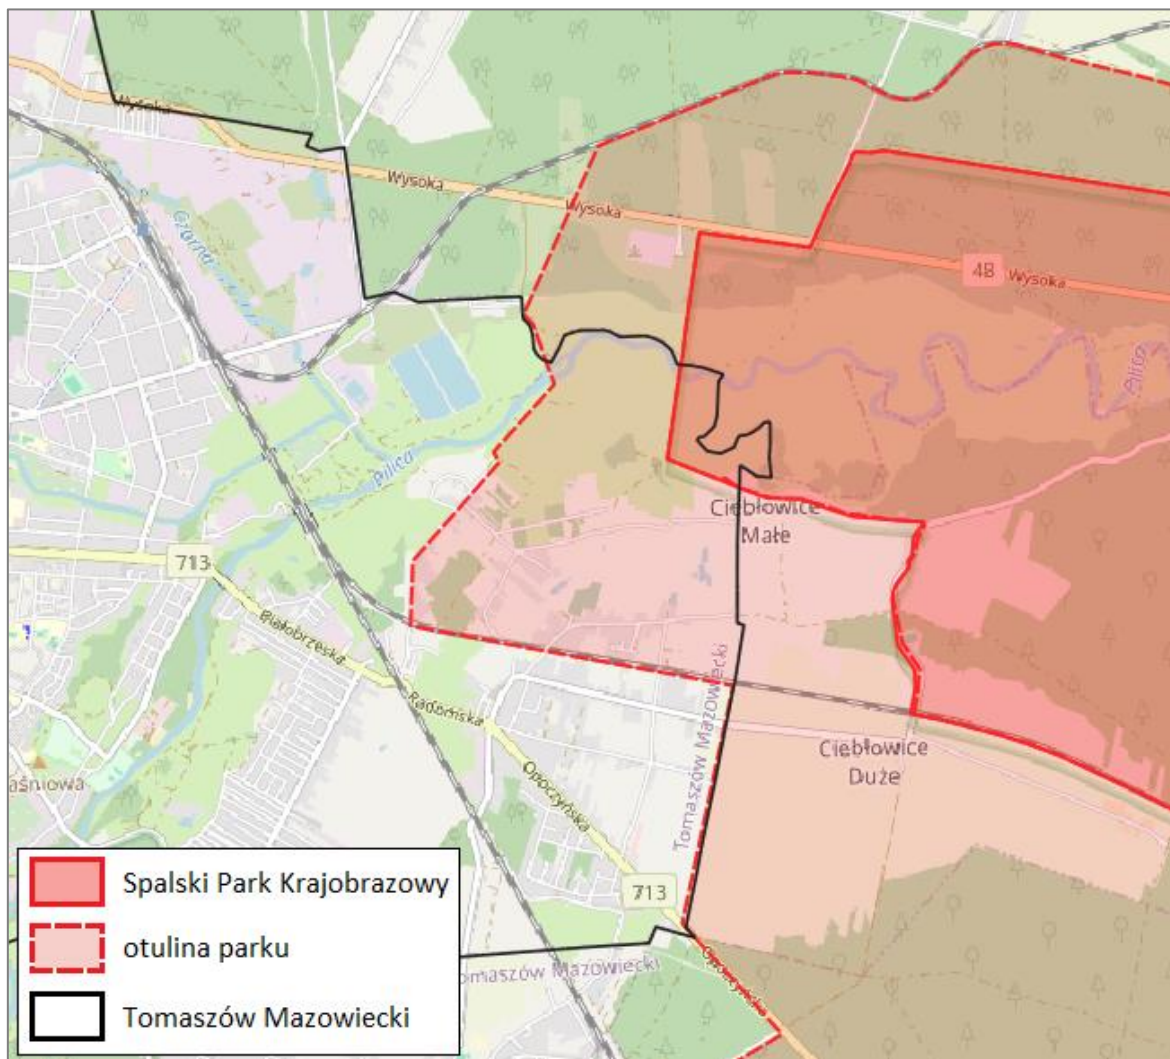 Wysoka
Wysoka
Wysoka
Czarna
48
Wysoka
Pilica
Pilica
Ciebłowice
Małe
713
Białobrzeska
Radomska
Tomaszów Mazowiecki
Ciebłowice
Duże
Opoczyńska
aśniowa
713
Spalski Park Krajobrazowy
otulina parku
Tomaszów Mazowiecki
Tomaszów Mazowiecki
Opoczyńska